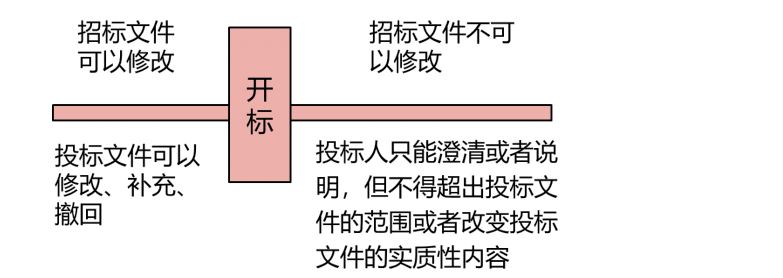 招标文件
可以修改
招标文件不可
以修改
开
标
投标文件可以
修改、补充、
撤回
投标人只能澄清或者说
明，但不得超出投标文
件的范围或者改变投标
文件的实质性内容